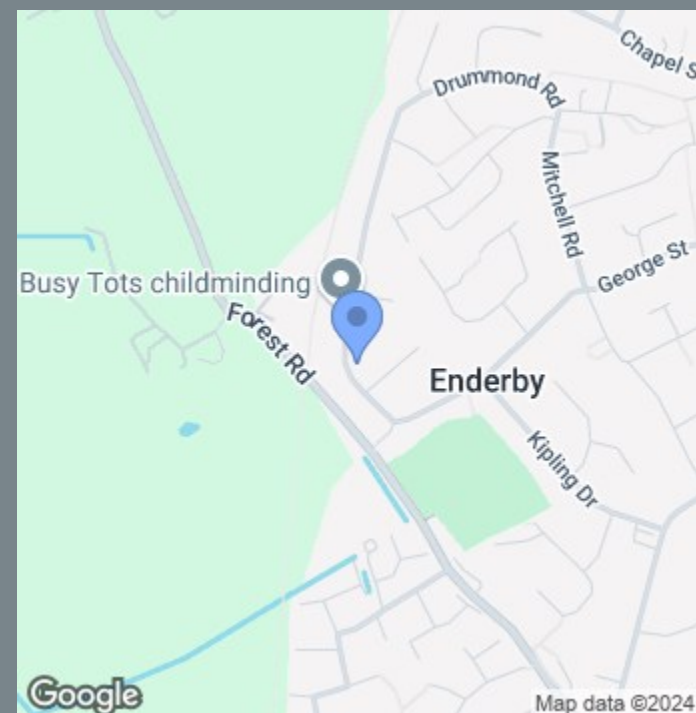 Chapel S
Drummond Rd
Mitchell Rd
George St
Busy Tots childminding
Forest Rd
Enderby
Kipling Dr
Google
Map data ©2024